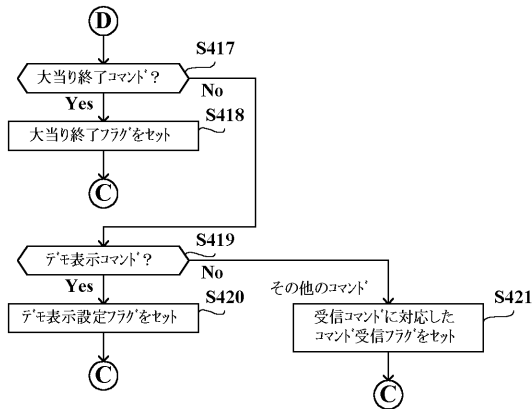 D
S417
大当り終了コマンド?
Yes
No
S418
大当り終了フラグをセット
C
S419
デモ表示コマンド?
Yes
No
その他のコマンド
S420
デモ表示設定フラグをセット
S421
受信コマンドに対応した
コマンド受信フラグをセット
C
C